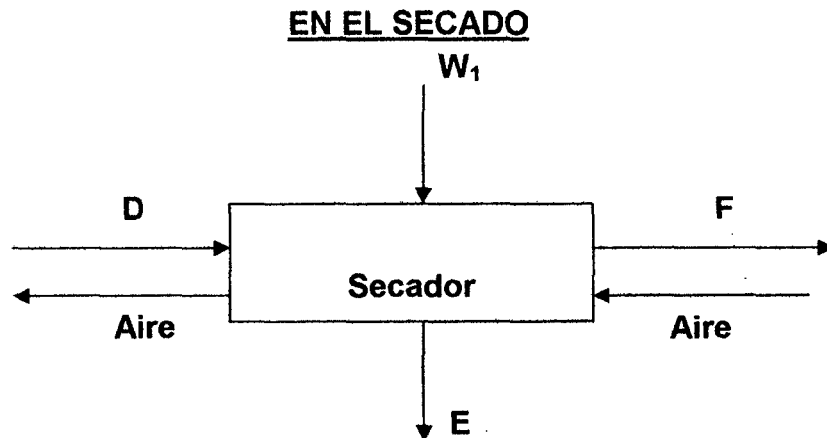 EN EL SECADO
W₁
D F
Secador
Aire Aire
E